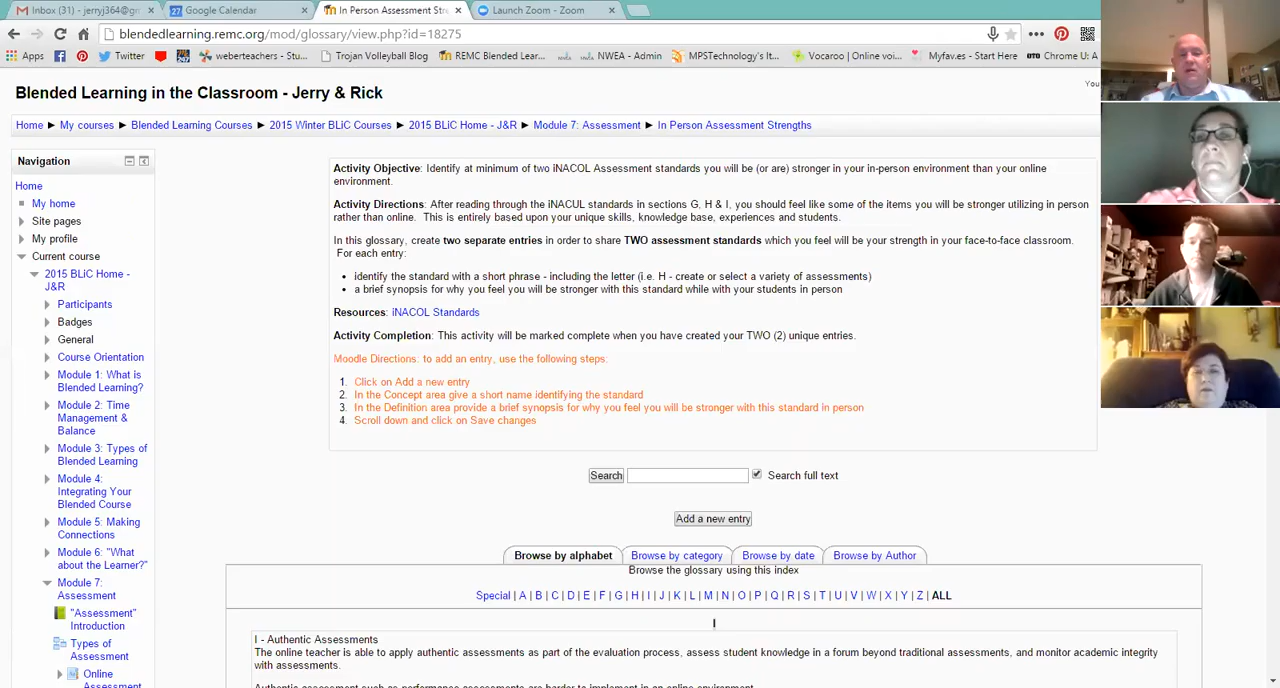 Inbox (31) - jerryj364@gm
Google Calendar
In Person Assessment Stre
Launch Zoom - Zoom
blendedlearning.remc.org/mod/glossary/view.php?id=18275
Apps
Twitter
weberteachers - Stu...
Trojan Volleyball Blog
REMC Blended Lear...
NWEA - Admin
MPSTechnology's It...
Vocaroo | Online voi...
Myfav.es - Start Here
OTO Chrome U: A
Blended Learning in the Classroom - Jerry & Rick
You
Home ► My courses ► Blended Learning Courses ► 2015 Winter BLiC Courses ► 2015 BLiC Home - J&R ► Module 7: Assessment ► In Person Assessment Strengths
Navigation
Home
My home
Site pages
My profile
Current course
2015 BLiC Home -
J&R
Participants
Badges
General
Course Orientation
Module 1: What is
Blended Learning?
Module 2: Time
Management &
Balance
Module 3: Types of
Blended Learning
Module 4:
Integrating Your
Blended Course
Module 5: Making
Connections
Module 6: "What
about the Learner?"
Module 7:
Assessment
"Assessment"
Introduction
Types of
Assessment
Online
Assessment
Activity Objective: Identify at minimum of two iNACOL Assessment standards you will be (or are) stronger in your in-person environment than your online
environment.
Activity Directions: After reading through the iNACUL standards in sections G, H & I, you should feel like some of the items you will be stronger utilizing in person
rather than online. This is entirely based upon your unique skills, knowledge base, experiences and students.
In this glossary, create two separate entries in order to share TWO assessment standards which you feel will be your strength in your face-to-face classroom.
For each entry:
• identify the standard with a short phrase - including the letter (i.e. H - create or select a variety of assessments)
• a brief synopsis for why you feel you will be stronger with this standard while with your students in person
Resources: iNACOL Standards
Activity Completion: This activity will be marked complete when you have created your TWO (2) unique entries.
Moodle Directions: to add an entry, use the following steps:
1. Click on Add a new entry
2. In the Concept area give a short name identifying the standard
3. In the Definition area provide a brief synopsis for why you feel you will be stronger with this standard in person
4. Scroll down and click on Save changes
Search Search full text
Add a new entry
Browse by alphabet Browse by category Browse by date Browse by Author
Browse the glossary using this index
Special | A | B | C | D | E | F | G | H | I | J | K | L | M | N | O | P | Q | R | S | T | U | V | W | X | Y | Z | ALL
I
I - Authentic Assessments
The online teacher is able to apply authentic assessments as part of the evaluation process, assess student knowledge in a forum beyond traditional assessments, and monitor academic integrity
with assessments.
Authentic assessment such as performance assessments are harder to implement in an online environment.